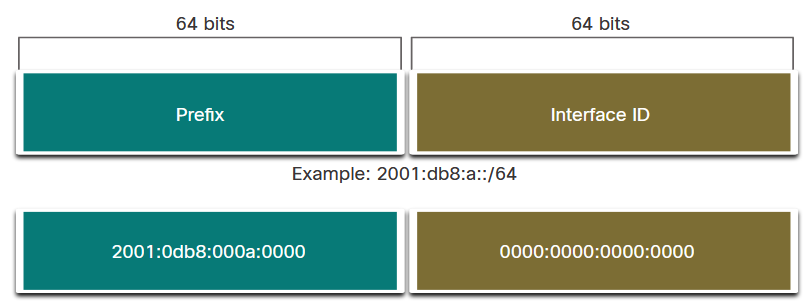 64 bits 64 bits
Prefix Interface ID
Example: 2001:db8:a::/64
2001:0db8:000a:0000 0000:0000:0000:0000